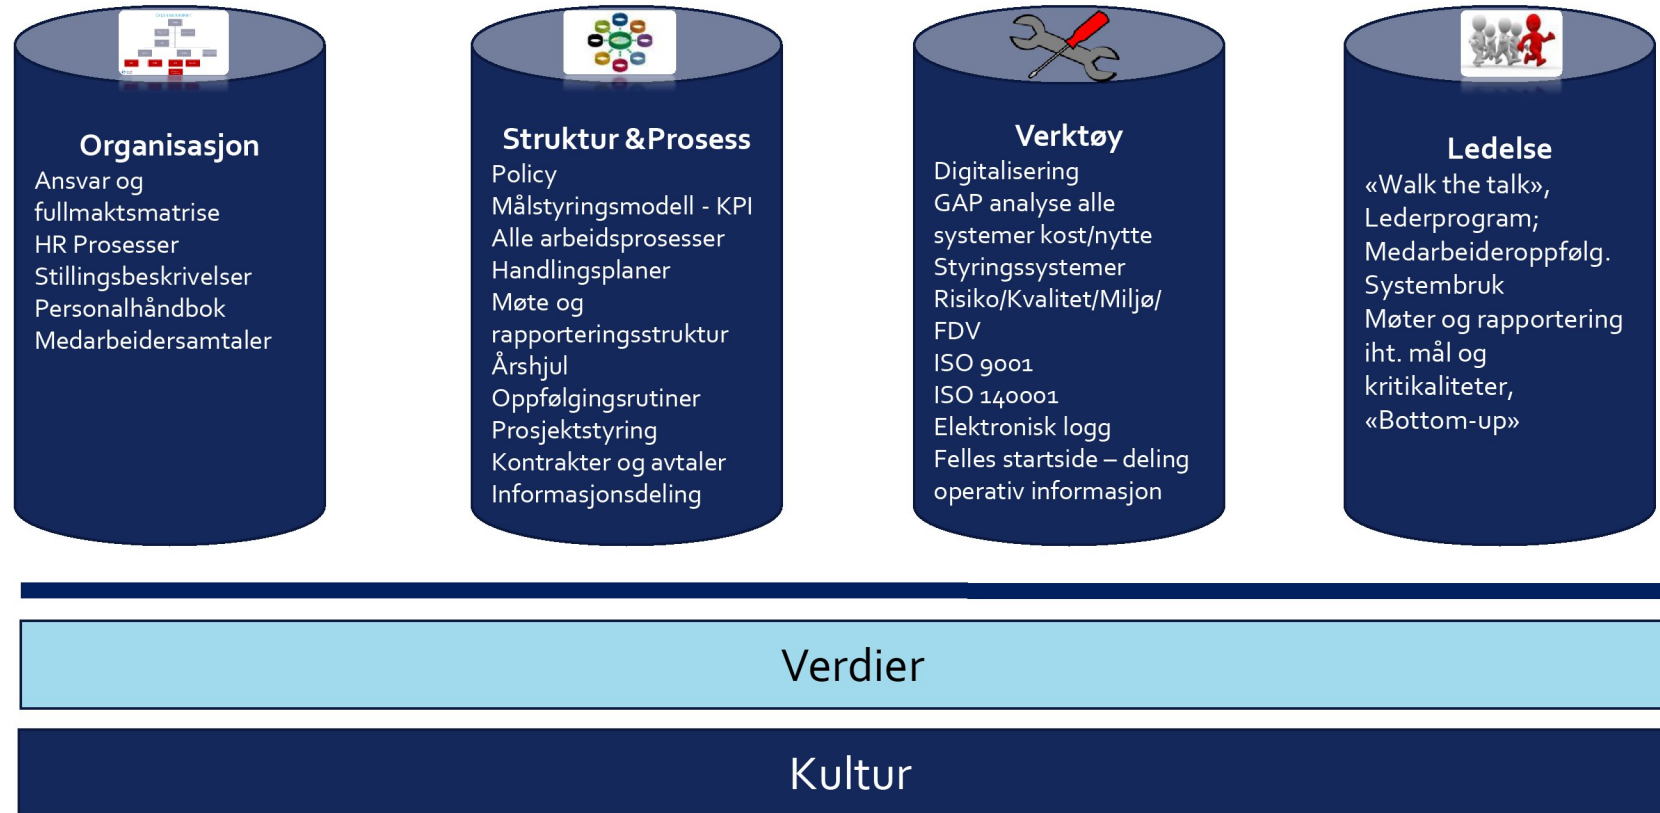 Organisasjon
Ansvar og
fullmaktsmatrise
HR Prosesser
Stillingsbeskrivelser
Personalhåndbok
Medarbeidersamtaler
Struktur &Prosess
Policy
Målstyringsmodell - KPI
Alle arbeidsprosesser
Handlingsplaner
Møte og
rapporteringsstruktur
Årshjul
Oppfølgingsrutiner
Prosjektstyring
Kontrakter og avtaler
Informasjonsdeling
Verktøy
Digitalisering
GAP analyse alle
systemer kost/nytte
Styringssystemer
Risiko/Kvalitet/Miljø/
FDV
ISO 9001
ISO 140001
Elektronisk logg
Felles startside – deling
operativ informasjon
Ledelse
«Walk the talk»,
Lederprogram;
Medarbeideroppfølg.
Systembruk
Møter og rapportering
iht. mål og
kritikaliteter,
«Bottom-up»
Verdier
Kultur